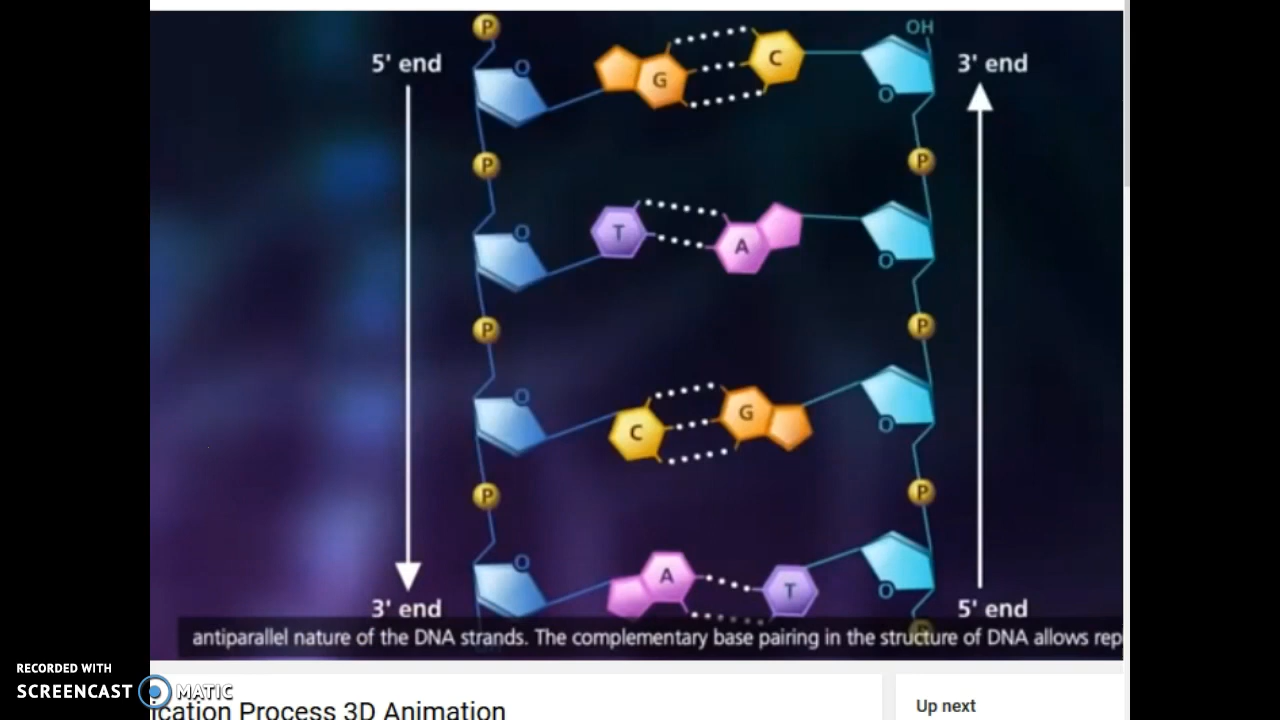 P
OH
5' end
G
C
3' end
O
O
P
P
T
A
O
O
P
P
C
G
O
O
P
P
A
T
O
O
3' end
5' end
antiparallel nature of the DNA strands. The complementary base pairing in the structure of DNA allows rep
RECORDED WITH
SCREENCAST MATIC
ication Process 3D Animation
Up next